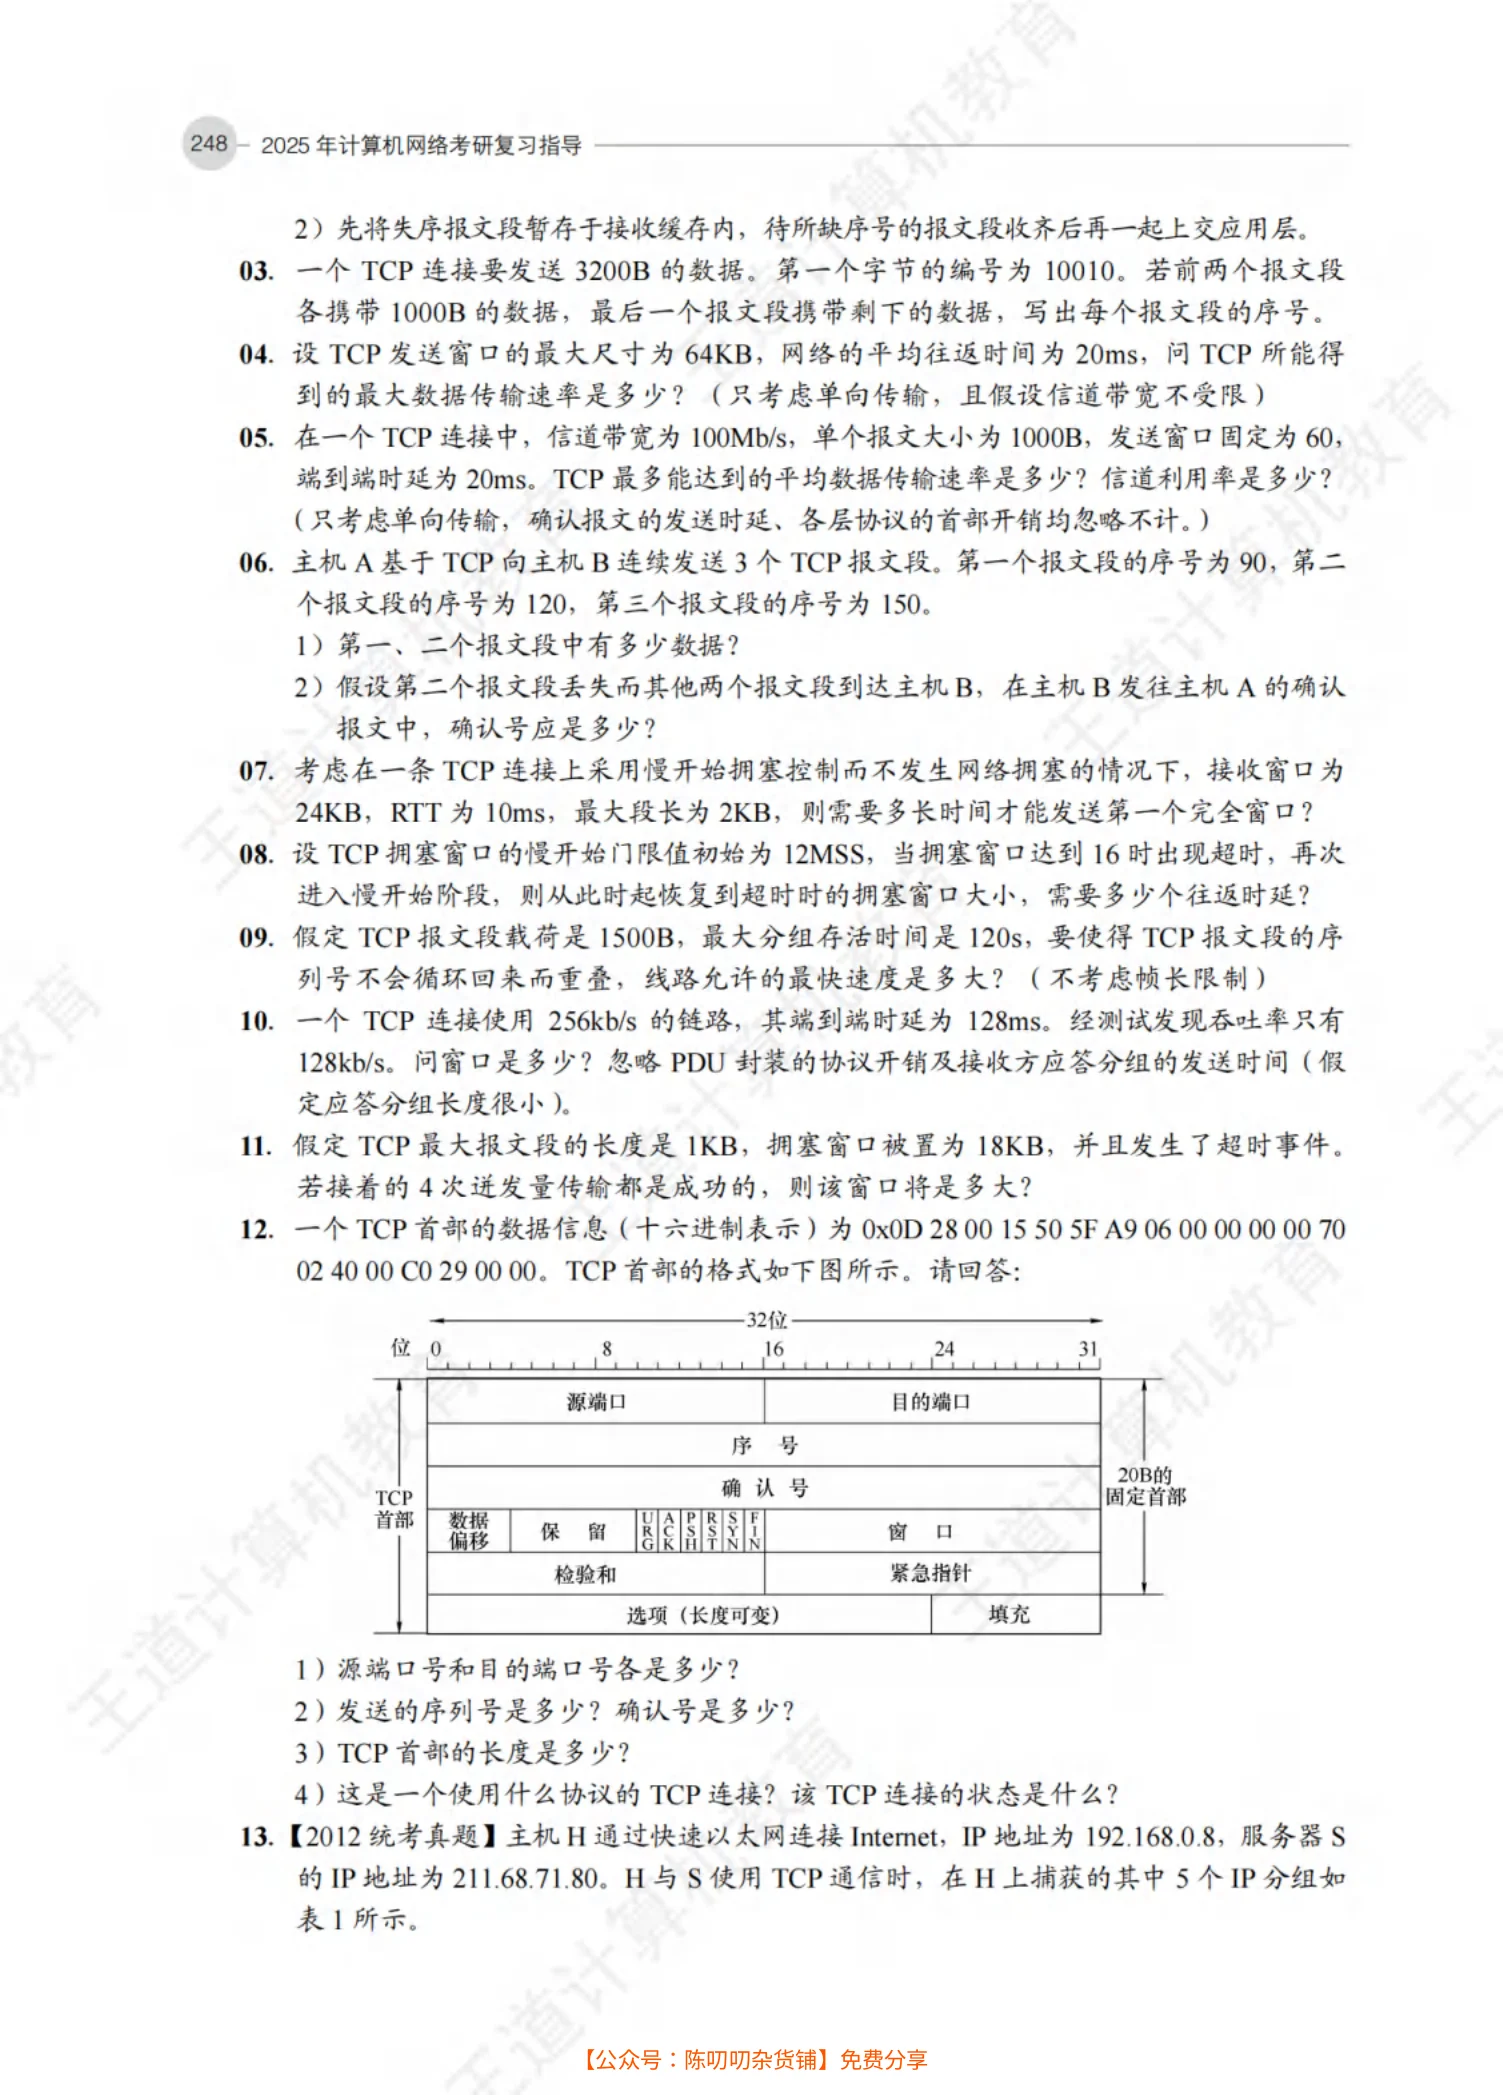 248
2025 年计算机网络考研复习指导
2）先将失序报文段暂存于接收缓存内，待所缺序号的报文段收齐后再一起上交应用层。
03. 一个 TCP 连接要发送 3200B 的数据。第一个字节的编号为 10010。若前两个报文段
各携带 1000B 的数据，最后一个报文段携带剩下的数据，写出每个报文段的序号。
04. 设 TCP 发送窗口的最大尺寸为 64KB，网络的平均往返时间为 20ms，问 TCP 所能得
到的最大数据传输速率是多少？（只考虑单向传输，且假设信道带宽不受限）
05. 在一个 TCP 连接中，信道带宽为 100Mb/s，单个报文大小为 1000B，发送窗口固定为 60，
端到端时延为 20ms。TCP 最多能达到的平均数据传输速率是多少？信道利用率是多少？
（只考虑单向传输，确认报文的发送时延、各层协议的首部开销均忽略不计。）
06. 主机 A 基于 TCP 向主机 B 连续发送 3 个 TCP 报文段。第一个报文段的序号为 90，第二
个报文段的序号为 120，第三个报文段的序号为 150。
1）第一、二个报文段中有多少数据？
2）假设第二个报文段丢失而其他两个报文段到达主机 B，在主机 B 发往主机 A 的确认
报文中，确认号应是多少？
07. 考虑在一条 TCP 连接上采用慢开始拥塞控制而不发生网络拥塞的情况下，接收窗口为
24KB，RTT 为 10ms，最大段长为 2KB，则需要多长时间才能发送第一个完全窗口？
08. 设 TCP 拥塞窗口的慢开始门限值初始为 12MSS，当拥塞窗口达到 16 时出现超时，再次
进入慢开始阶段，则从此时起恢复到超时时的拥塞窗口大小，需要多少个往返时延？
09. 假定 TCP 报文段载荷是 1500B，最大分组存活时间是 120s，要使得 TCP 报文段的序
列号不会循环回来而重叠，线路允许的最快速度是多大？（不考虑帧长限制）
10. 一个 TCP 连接使用 256kb/s 的链路，其端到端时延为 128ms。经测试发现吞吐率只有
128kb/s。问窗口是多少？忽略 PDU 封装的协议开销及接收方应答分组的发送时间（假
定应答分组长度很小）。
11. 假定 TCP 最大报文段的长度是 1KB，拥塞窗口被置为 18KB，并且发生了超时事件。
若接着的 4 次迸发量传输都是成功的，则该窗口将是多大？
12. 一个 TCP 首部的数据信息（十六进制表示）为 0x0D 28 00 15 50 5F A9 06 00 00 00 00 70
02 40 00 C0 29 00 00。TCP 首部的格式如下图所示。请回答：
32位
位 0 8 16 24 31
源端口 目的端口
序 号
确 认 号
TCP首部
20B的固定首部
数据偏移 保 留 URG ACK PSH RST SYN FIN 窗 口
检验和 紧急指针
选项（长度可变） 填充
1）源端口号和目的端口号各是多少？
2）发送的序列号是多少？确认号是多少？
3）TCP 首部的长度是多少？
4）这是一个使用什么协议的 TCP 连接？该 TCP 连接的状态是什么？
13. 【2012 统考真题】主机 H 通过快速以太网连接 Internet，IP 地址为 192.168.0.8，服务器 S
的 IP 地址为 211.68.71.80。H 与 S 使用 TCP 通信时，在 H 上捕获的其中 5 个 IP 分组如
表 1 所示。
王道计算机教育
【公众号：陈叨叨杂货铺】免费分享